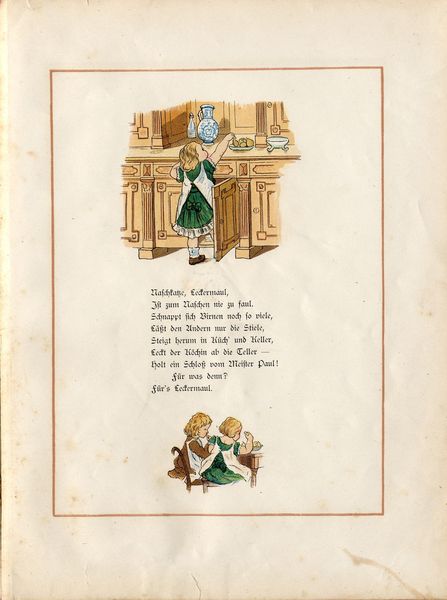 Naschkatze, Leckermaul,
Ist zum Naschen nie zu faul.
Schnappt sich Birnen noch so viele,
Läßt den Andern nur die Stiele,
Steigt herum in Küch' und Keller,
Leckt der Köchin ab die Teller —
Holt ein Schloß vom Meister Paul!
Für was denn?
Für's Leckermaul.